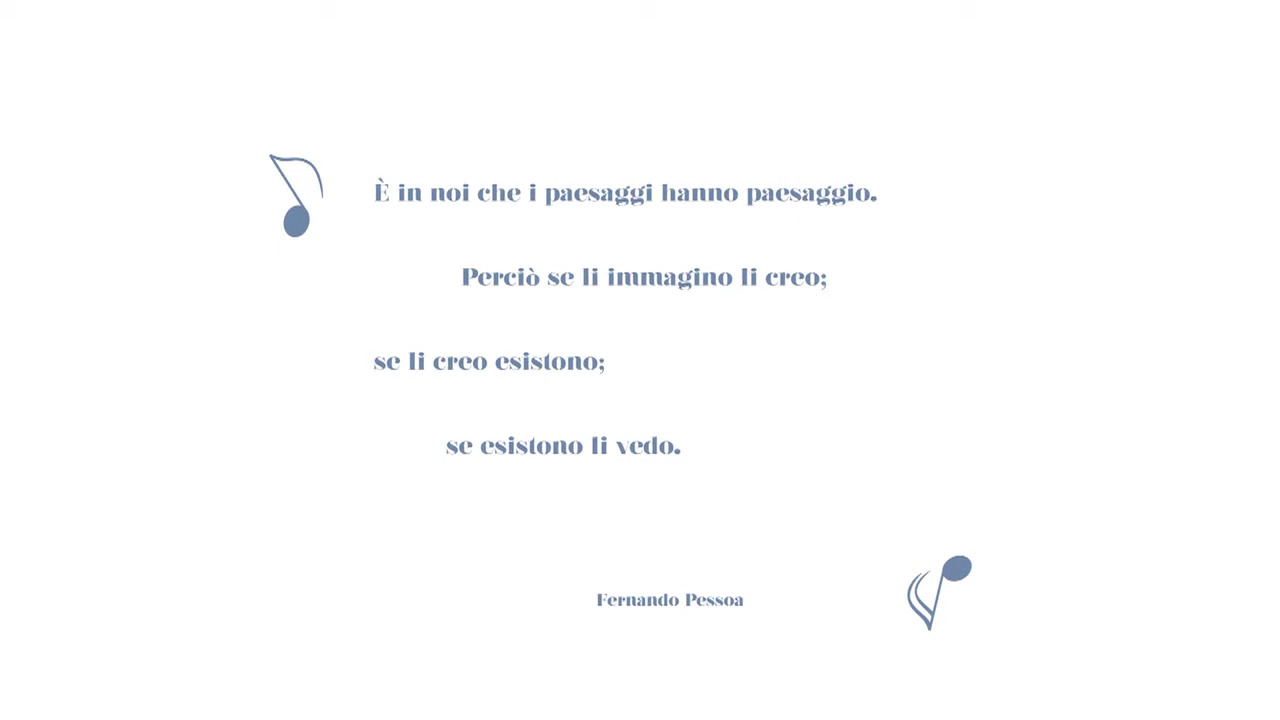 È in noi che i paesaggi hanno paesaggio.
Perciò se li immagino li creo;
se li creo esistono;
se esistono li vedo.
Fernando Pessoa